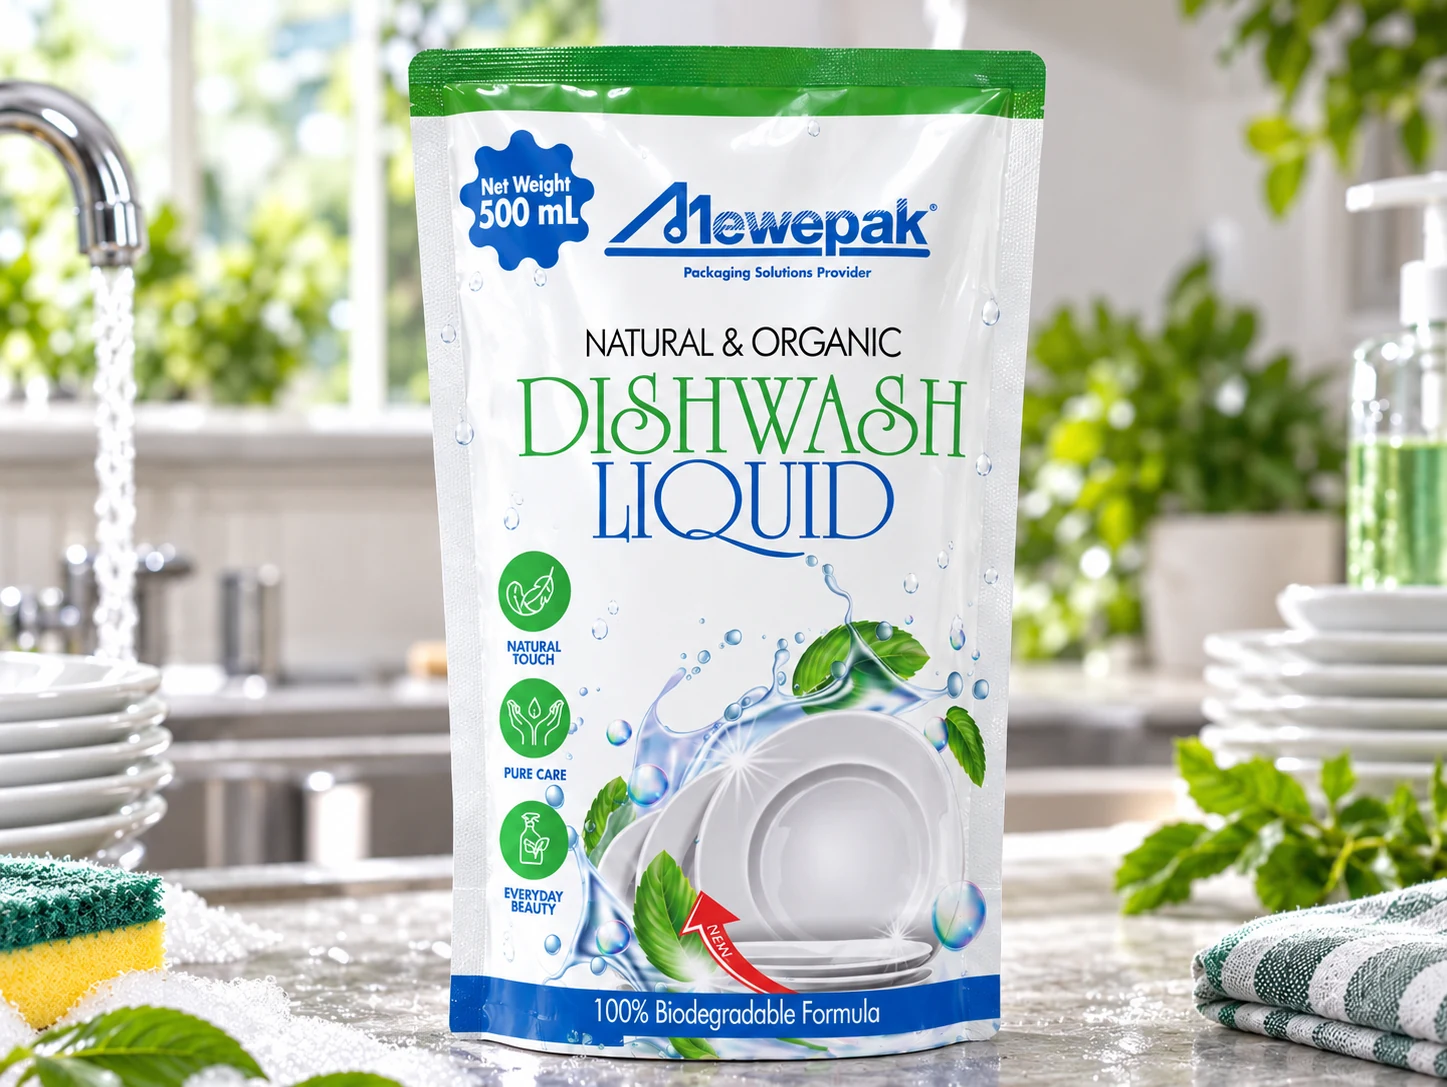 Net Weight
500 mL
Mewepak®
Packaging Solutions Provider
NATURAL & ORGANIC
DISHWASH
LIQUID
NATURAL
TOUCH
PURE CARE
EVERYDAY
BEAUTY
NEW
100% Biodegradable Formula